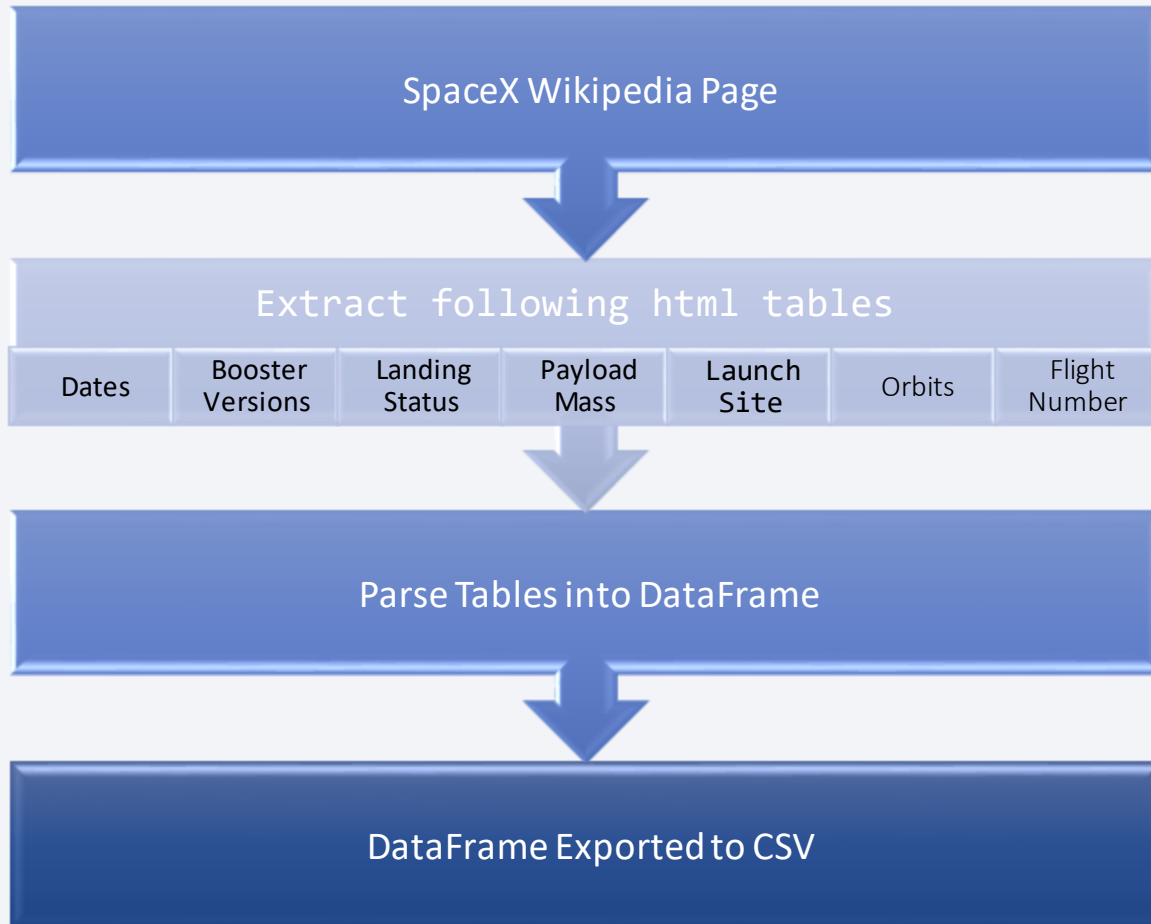 SpaceX Wikipedia Page
Extract following html tables
Dates
Booster
Versions
Landing
Status
Payload
Mass
Launch
Site
Orbits
Flight
Number
Parse Tables into DataFrame
DataFrame Exported to CSV